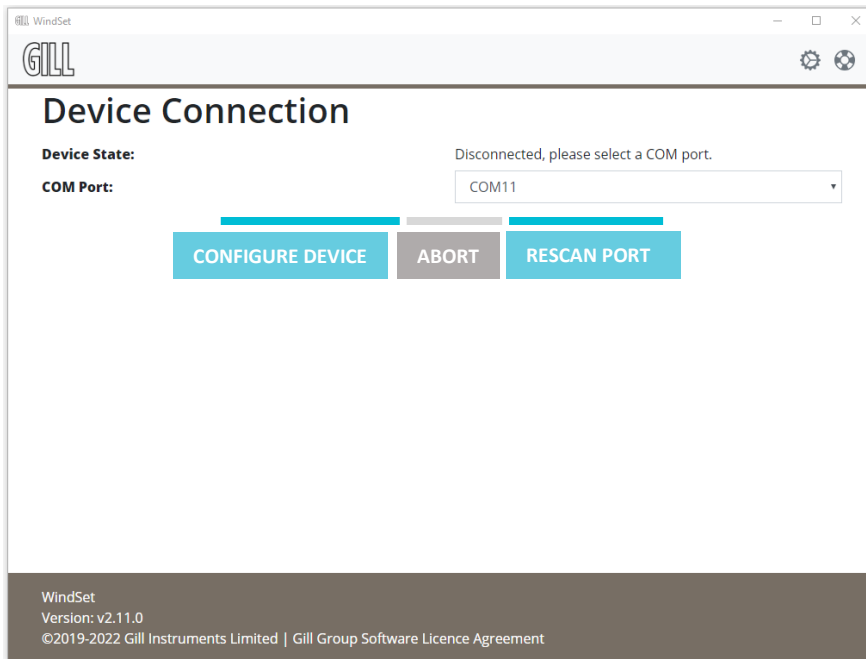 GILL WindSet
GILL
Device Connection
Device State: Disconnected, please select a COM port.
COM Port: COM11
CONFIGURE DEVICE ABORT RESCAN PORT
WindSet
Version: v2.11.0
©2019-2022 Gill Instruments Limited | Gill Group Software Licence Agreement